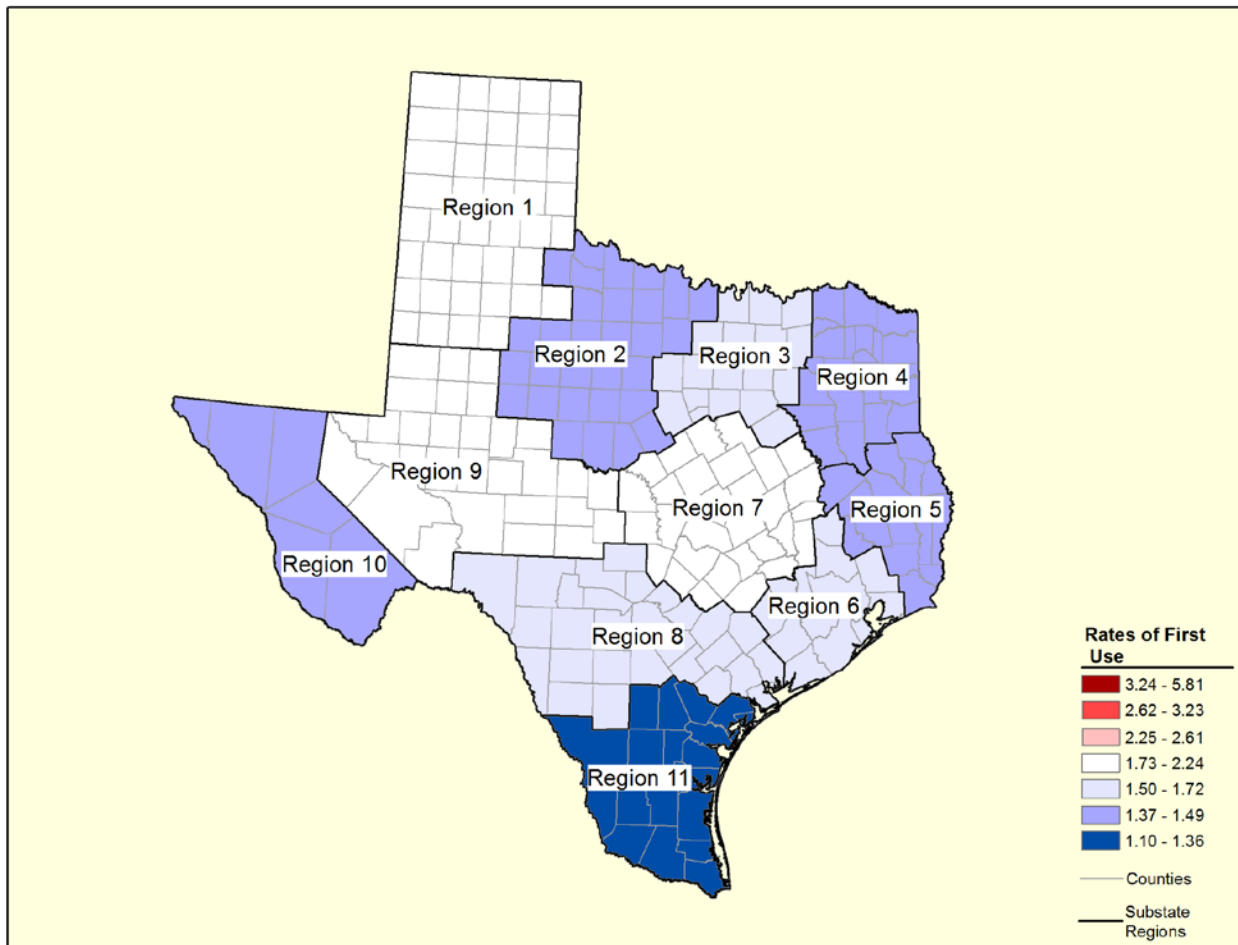 Region 1
Region 2
Region 3
Region 4
Region 9
Region 7
Region 5
Region 10
Region 6
Region 8
Region 11
Rates of First
Use
3.24 - 5.81
2.62 - 3.23
2.25 - 2.61
1.73 - 2.24
1.50 - 1.72
1.37 - 1.49
1.10 - 1.36
Counties
Substate
Regions